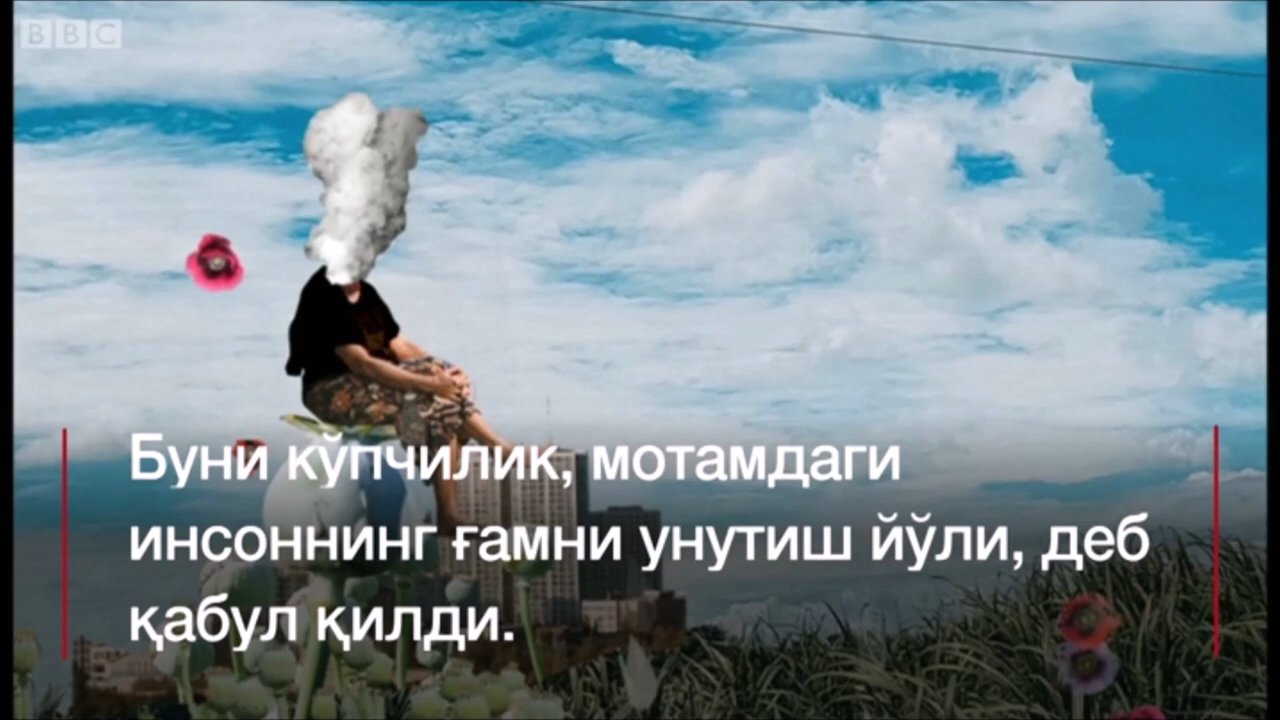 BBC
Буни кўпчилик, мотамдаги
инсоннинг ғамни унутиш йўли, деб
қабул қилди.